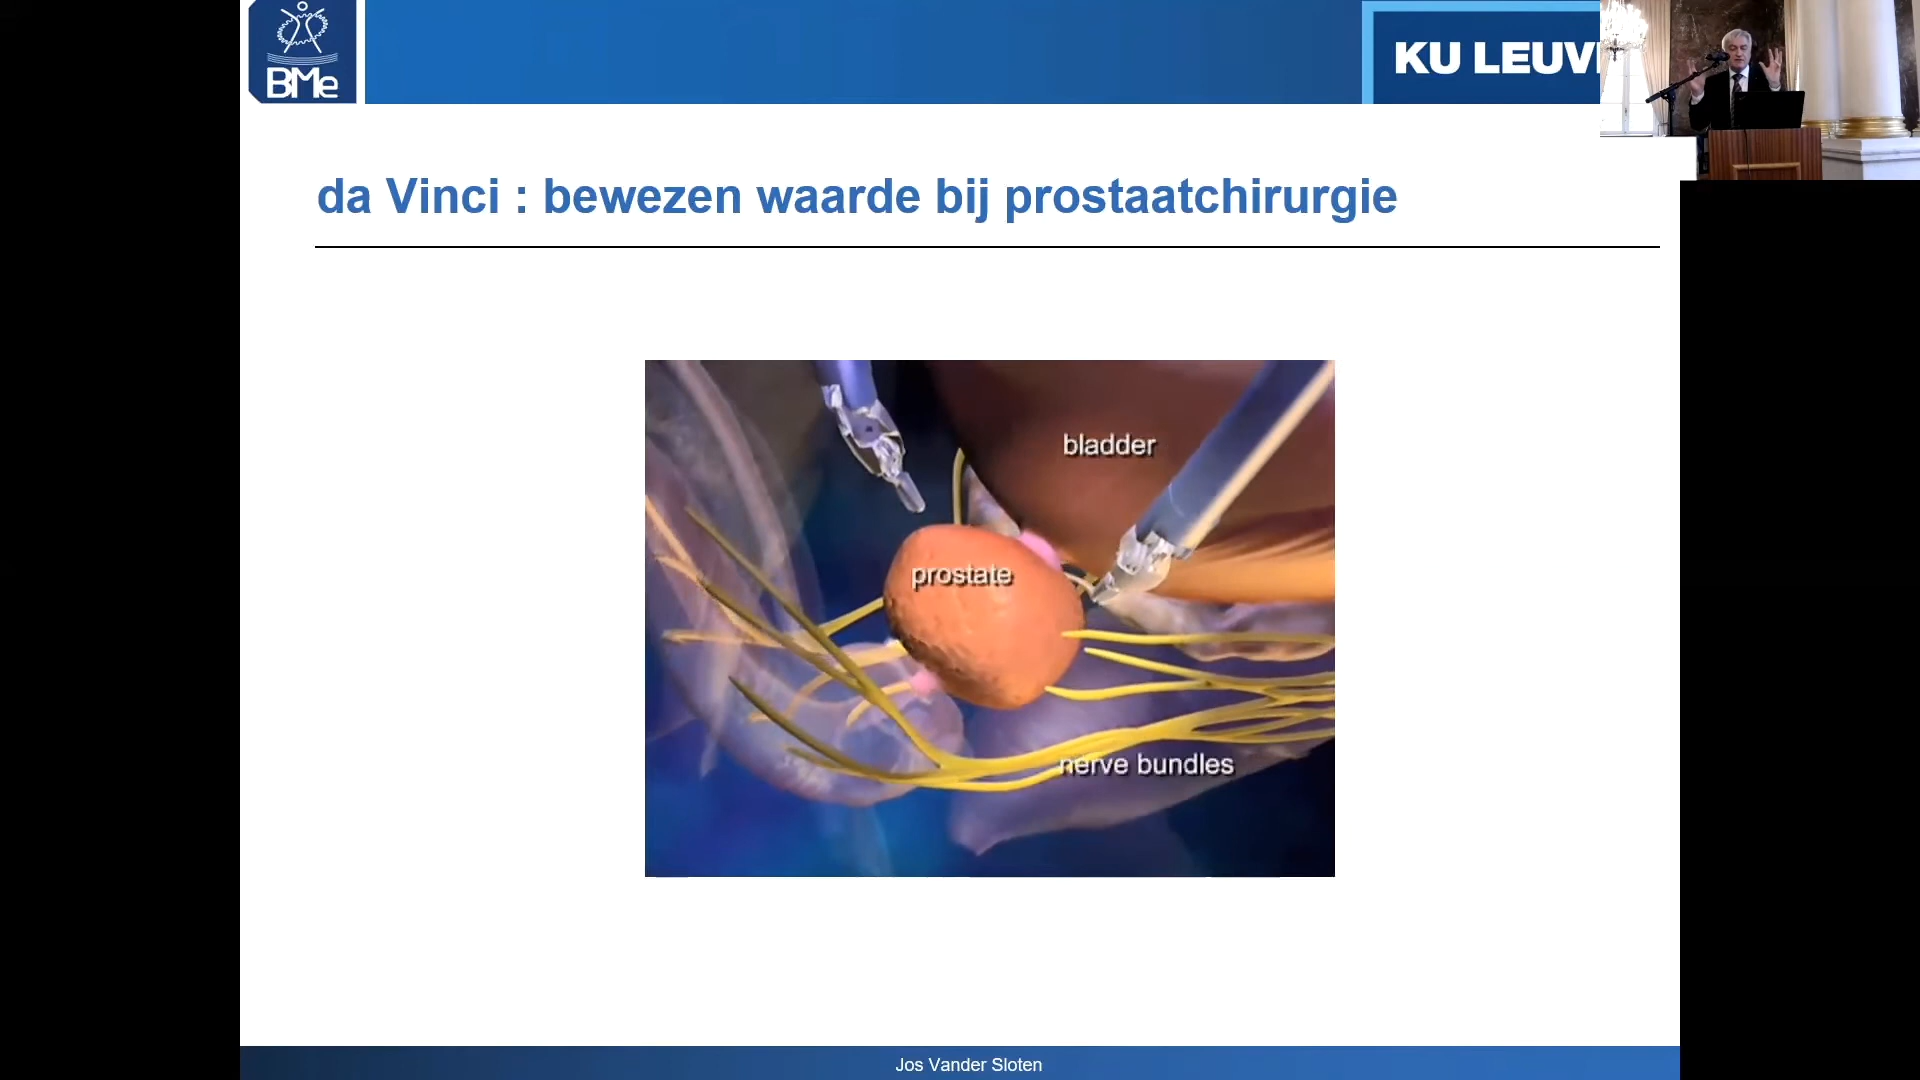 BMe
KU LEUV
da Vinci : bewezen waarde bij prostaatchirurgie
bladder
prostate
nerve bundles
Jos Vander Sloten